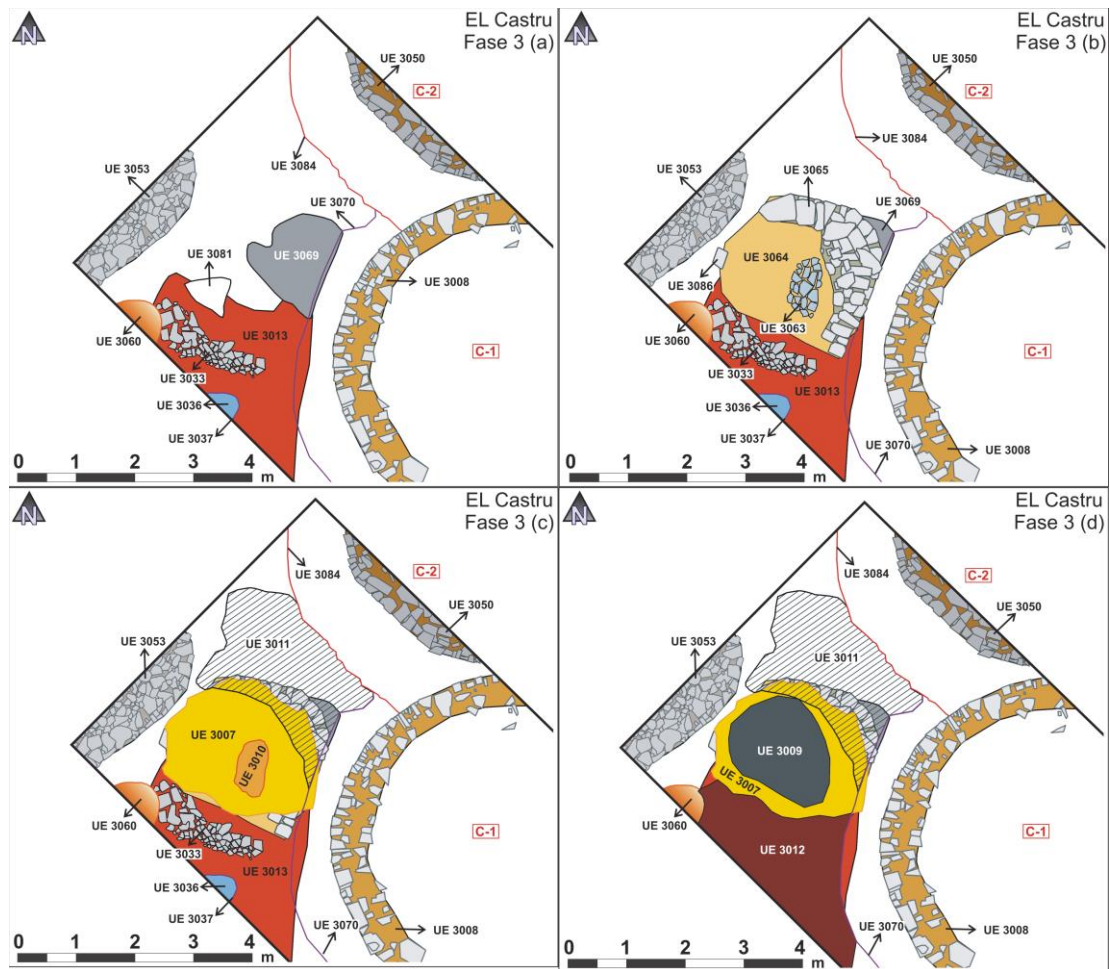 EL Castru
Fase 3 (a)
N
UE 3050
C-2
UE 3084
UE 3053
UE 3070
UE 3081
UE 3069
UE 3008
UE 3013
UE 3060
UE 3033
C-1
UE 3036
UE 3037
0 1 2 3 4
m
EL Castru
Fase 3 (b)
N
UE 3050
C-2
UE 3084
UE 3053
UE 3065
UE 3069
UE 3064
UE 3086
UE 3063
UE 3060
UE 3033
UE 3013
C-1
UE 3036
UE 3037
UE 3070
UE 3008
0 1 2 3 4
m
EL Castru
Fase 3 (c)
N
UE 3084
C-2
UE 3050
UE 3053
UE 3011
UE 3007
UE 3010
UE 3060
UE 3033
UE 3013
C-1
UE 3036
UE 3037
UE 3070
UE 3008
0 1 2 3 4
m
EL Castru
Fase 3 (d)
N
UE 3084
C-2
UE 3050
UE 3053
UE 3011
UE 3009
UE 3007
UE 3060
C-1
UE 3012
UE 3070
UE 3008
0 1 2 3 4
m